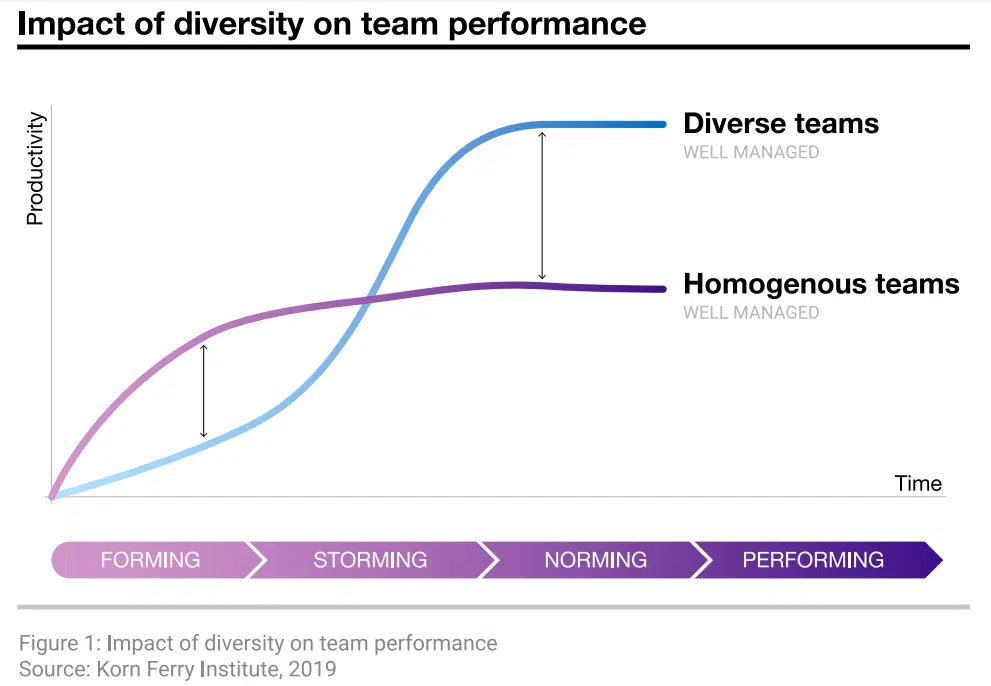 Impact of diversity on team performance
Productivity
Diverse teams
WELL MANAGED
Homogenous teams
WELL MANAGED
Time
FORMING
STORMING
NORMING
PERFORMING
Figure 1: Impact of diversity on team performance
Source: Korn Ferry Institute, 2019